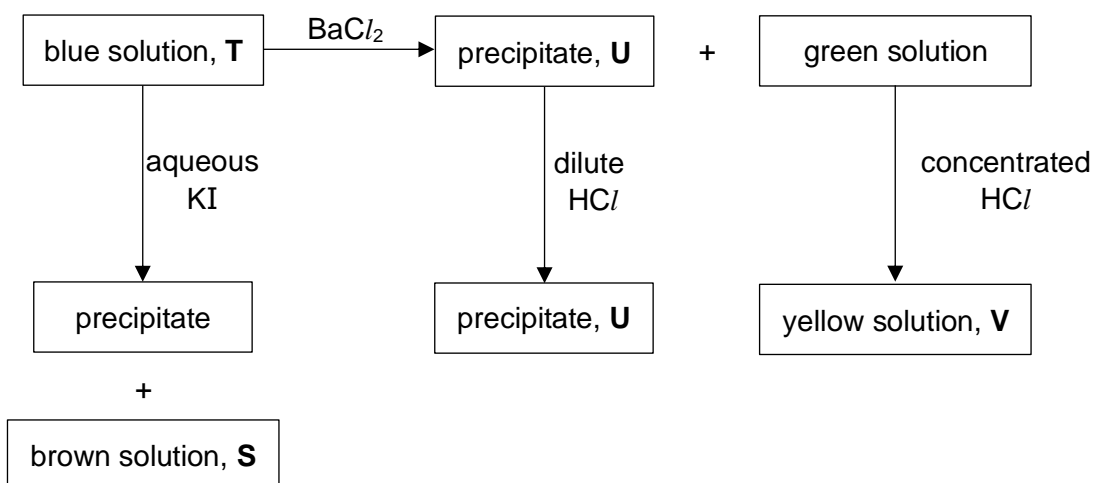 blue solution, T
BaCl2
precipitate, U
+
green solution
aqueous
KI
dilute
HCl
concentrated
HCl
precipitate
precipitate, U
yellow solution, V
+
brown solution, S